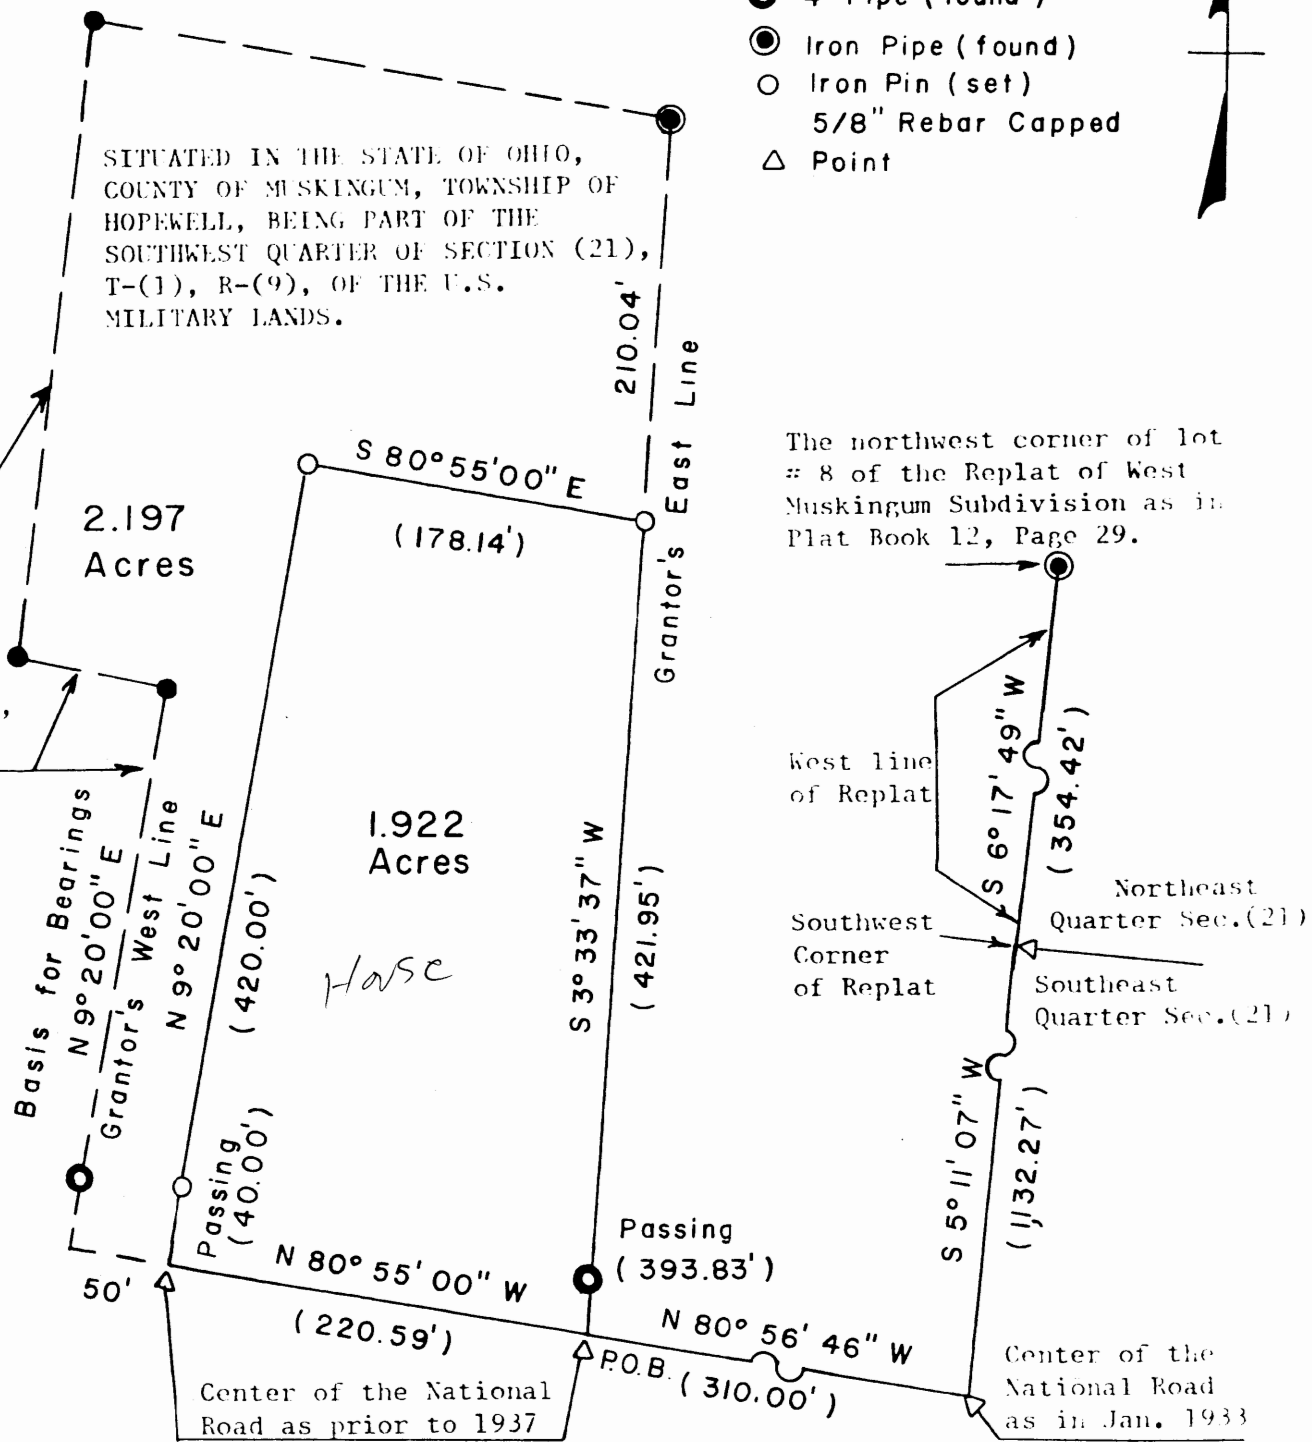 4" Pipe (found)
Iron Pipe (found)
Iron Pin (set)
5/8" Rebar Capped
Point
SITUATED IN THE STATE OF OHIO,
COUNTY OF MUSKINGUM, TOWNSHIP OF
HOPEWELL, BEING PART OF THE
SOUTHWEST QUARTER OF SECTION (21),
T-(1), R-(9), OF THE U.S.
MILITARY LANDS.
210.04'
Grantor's East Line
S 80°55'00" E
(178.14')
2.197
Acres
The northwest corner of lot
# 8 of the Replat of West
Muskingum Subdivision as in
Plat Book 12, Page 29.
,
S 6° 17' 49" W
(354.42')
West line
of Replat
Basis for Bearings
N 9° 20' 00" E
Grantor's West Line
N 9° 20' 00" E
(420.00')
1.922
Acres
House
S 3° 33' 37" W
(421.95')
Northeast
Quarter Sec.(21)
Southwest
Corner
of Replat
Southeast
Quarter Sec.(21)
S 5° 11' 07" W
(1,132.27')
Passing
(40.00')
Passing
(393.83')
50'
N 80° 55' 00" W
(220.59')
N 80° 56' 46" W
P.O.B.
(310.00')
Center of the National
Road as prior to 1937
Center of the
National Road
as in Jan. 1933